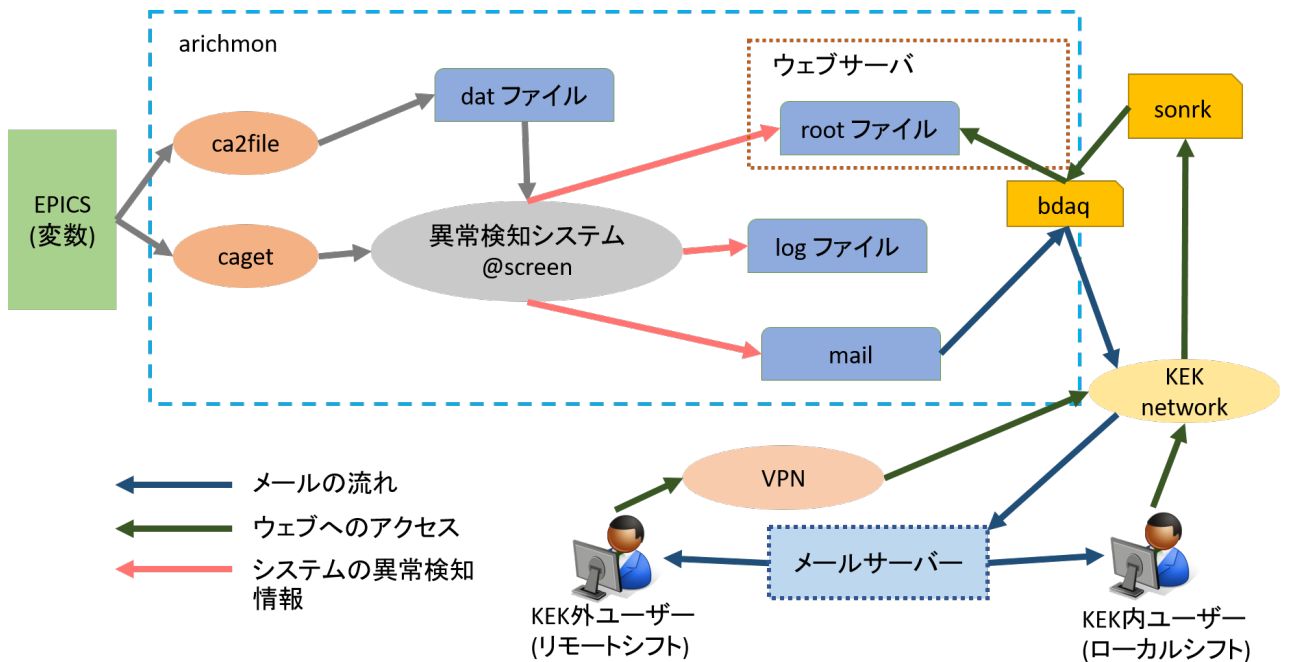 arichmon
ウェブサーバ
dat ファイル
sonrk
root ファイル
ca2file
EPICS
(変数)
bdaq
異常検知システム
@screen
log ファイル
caget
mail
KEK
network
メールの流れ
VPN
ウェブへのアクセス
メールサーバー
システムの異常検知
情報
KEK外ユーザー
(リモートシフト)
KEK内ユーザー
(ローカルシフト)